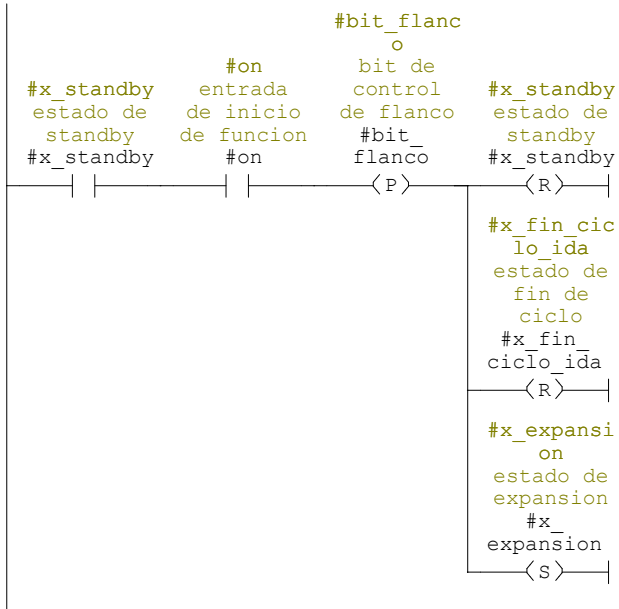 #bit_flanc
o
bit de
control
de flanco
#bit_
flanco
#on
entrada
de inicio
de funcion
#on
#x_standby
estado de
standby
#x_standby
#x_standby
estado de
standby
#x_standby
P
R
#x_fin_cic
lo_ida
estado de
fin de
ciclo
#x_fin_
ciclo_ida
R
#x_expansi
on
estado de
expansion
#x_
expansion
S